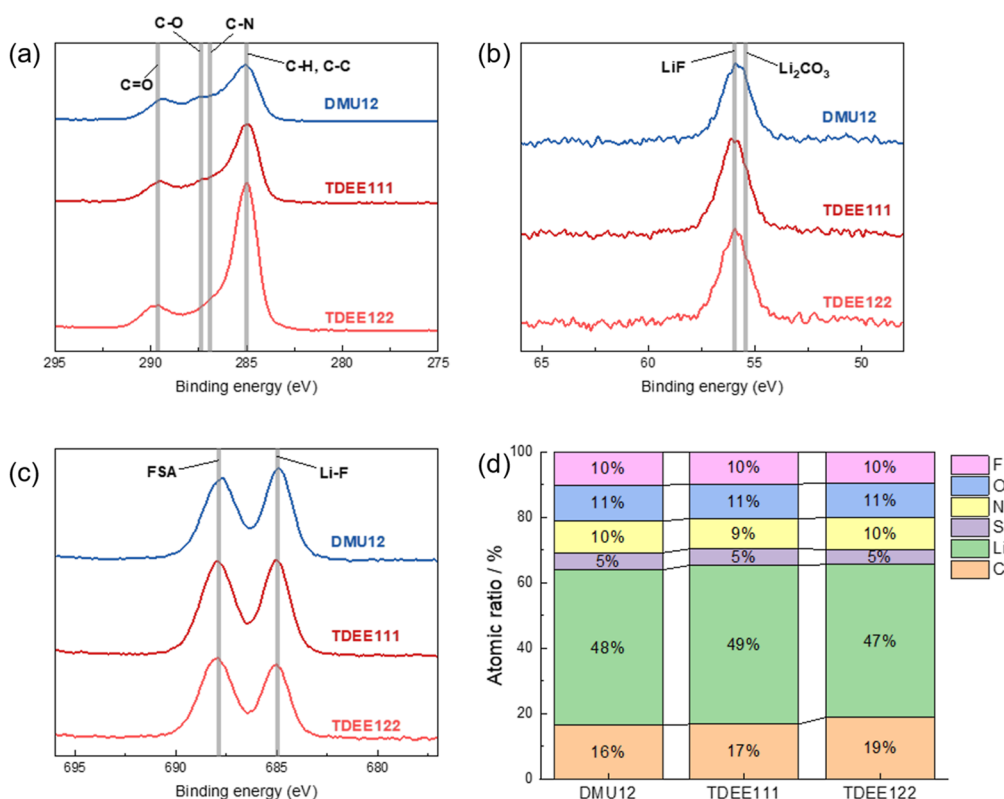 (a)
C-O
C-N
C=O
C-H, C-C
DMU12
TDEE111
TDEE122
295
290
285
280
275
Binding energy (eV)
(b)
LiF
Li₂CO₃
DMU12
TDEE111
TDEE122
65
60
55
50
Binding energy (eV)
(c)
FSA
Li-F
DMU12
TDEE111
TDEE122
695
690
685
680
Binding energy (eV)
(d)
Atomic ratio / %
100
80
60
40
20
0
10%
10%
10%
11%
11%
11%
10%
9%
10%
5%
5%
5%
48%
49%
47%
16%
17%
19%
DMU12
TDEE111
TDEE122
F
O
N
S
Li
C